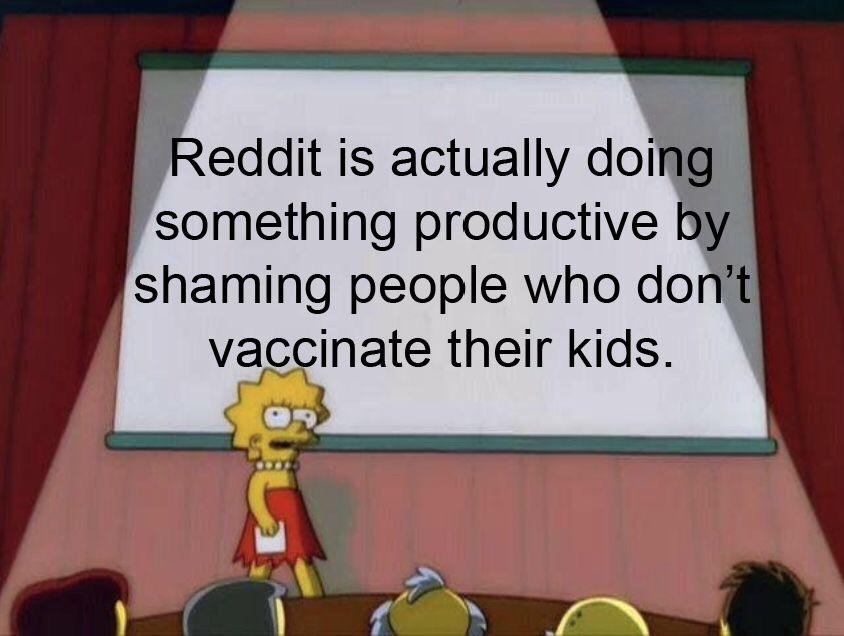 Reddit is actually doing
something productive by
shaming people who don’t
vaccinate their kids.